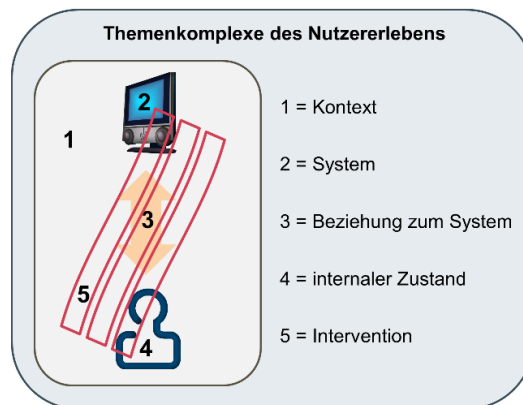 Themenkomplexe des Nutzererlebens
1
2
3
5
4
1 = Kontext
2 = System
3 = Beziehung zum System
4 = internaler Zustand
5 = Intervention